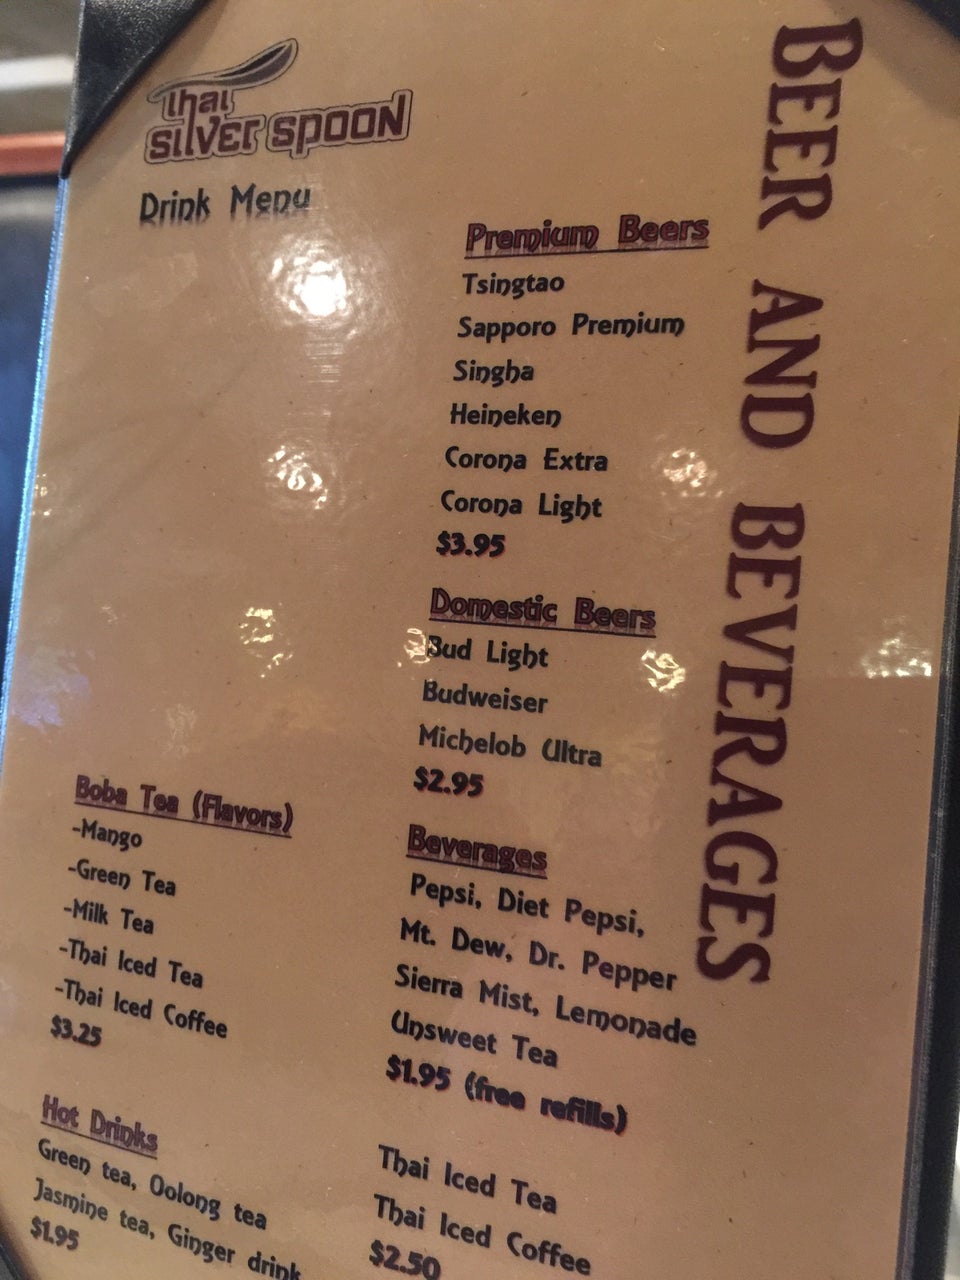 thai
silver spoon
Drink Menu
BEER AND BEVERAGES
Premium Beers
Tsingtao
Sapporo Premium
Singha
Heineken
Corona Extra
Corona Light
$3.95
Domestic Beers
Bud Light
Budweiser
Michelob Ultra
$2.95
Boba Tea (Flavors)
-Mango
-Green Tea
-Milk Tea
-Thai Iced Tea
-Thai Iced Coffee
$3.25
Beverages
Pepsi, Diet Pepsi,
Mt. Dew, Dr. Pepper
Sierra Mist, Lemonade
Unsweet Tea
$1.95 (free refills)
Hot Drinks
Green tea, Oolong tea
Jasmine tea, Ginger drink
$1.95
Thai Iced Tea
Thai Iced Coffee
$2.50